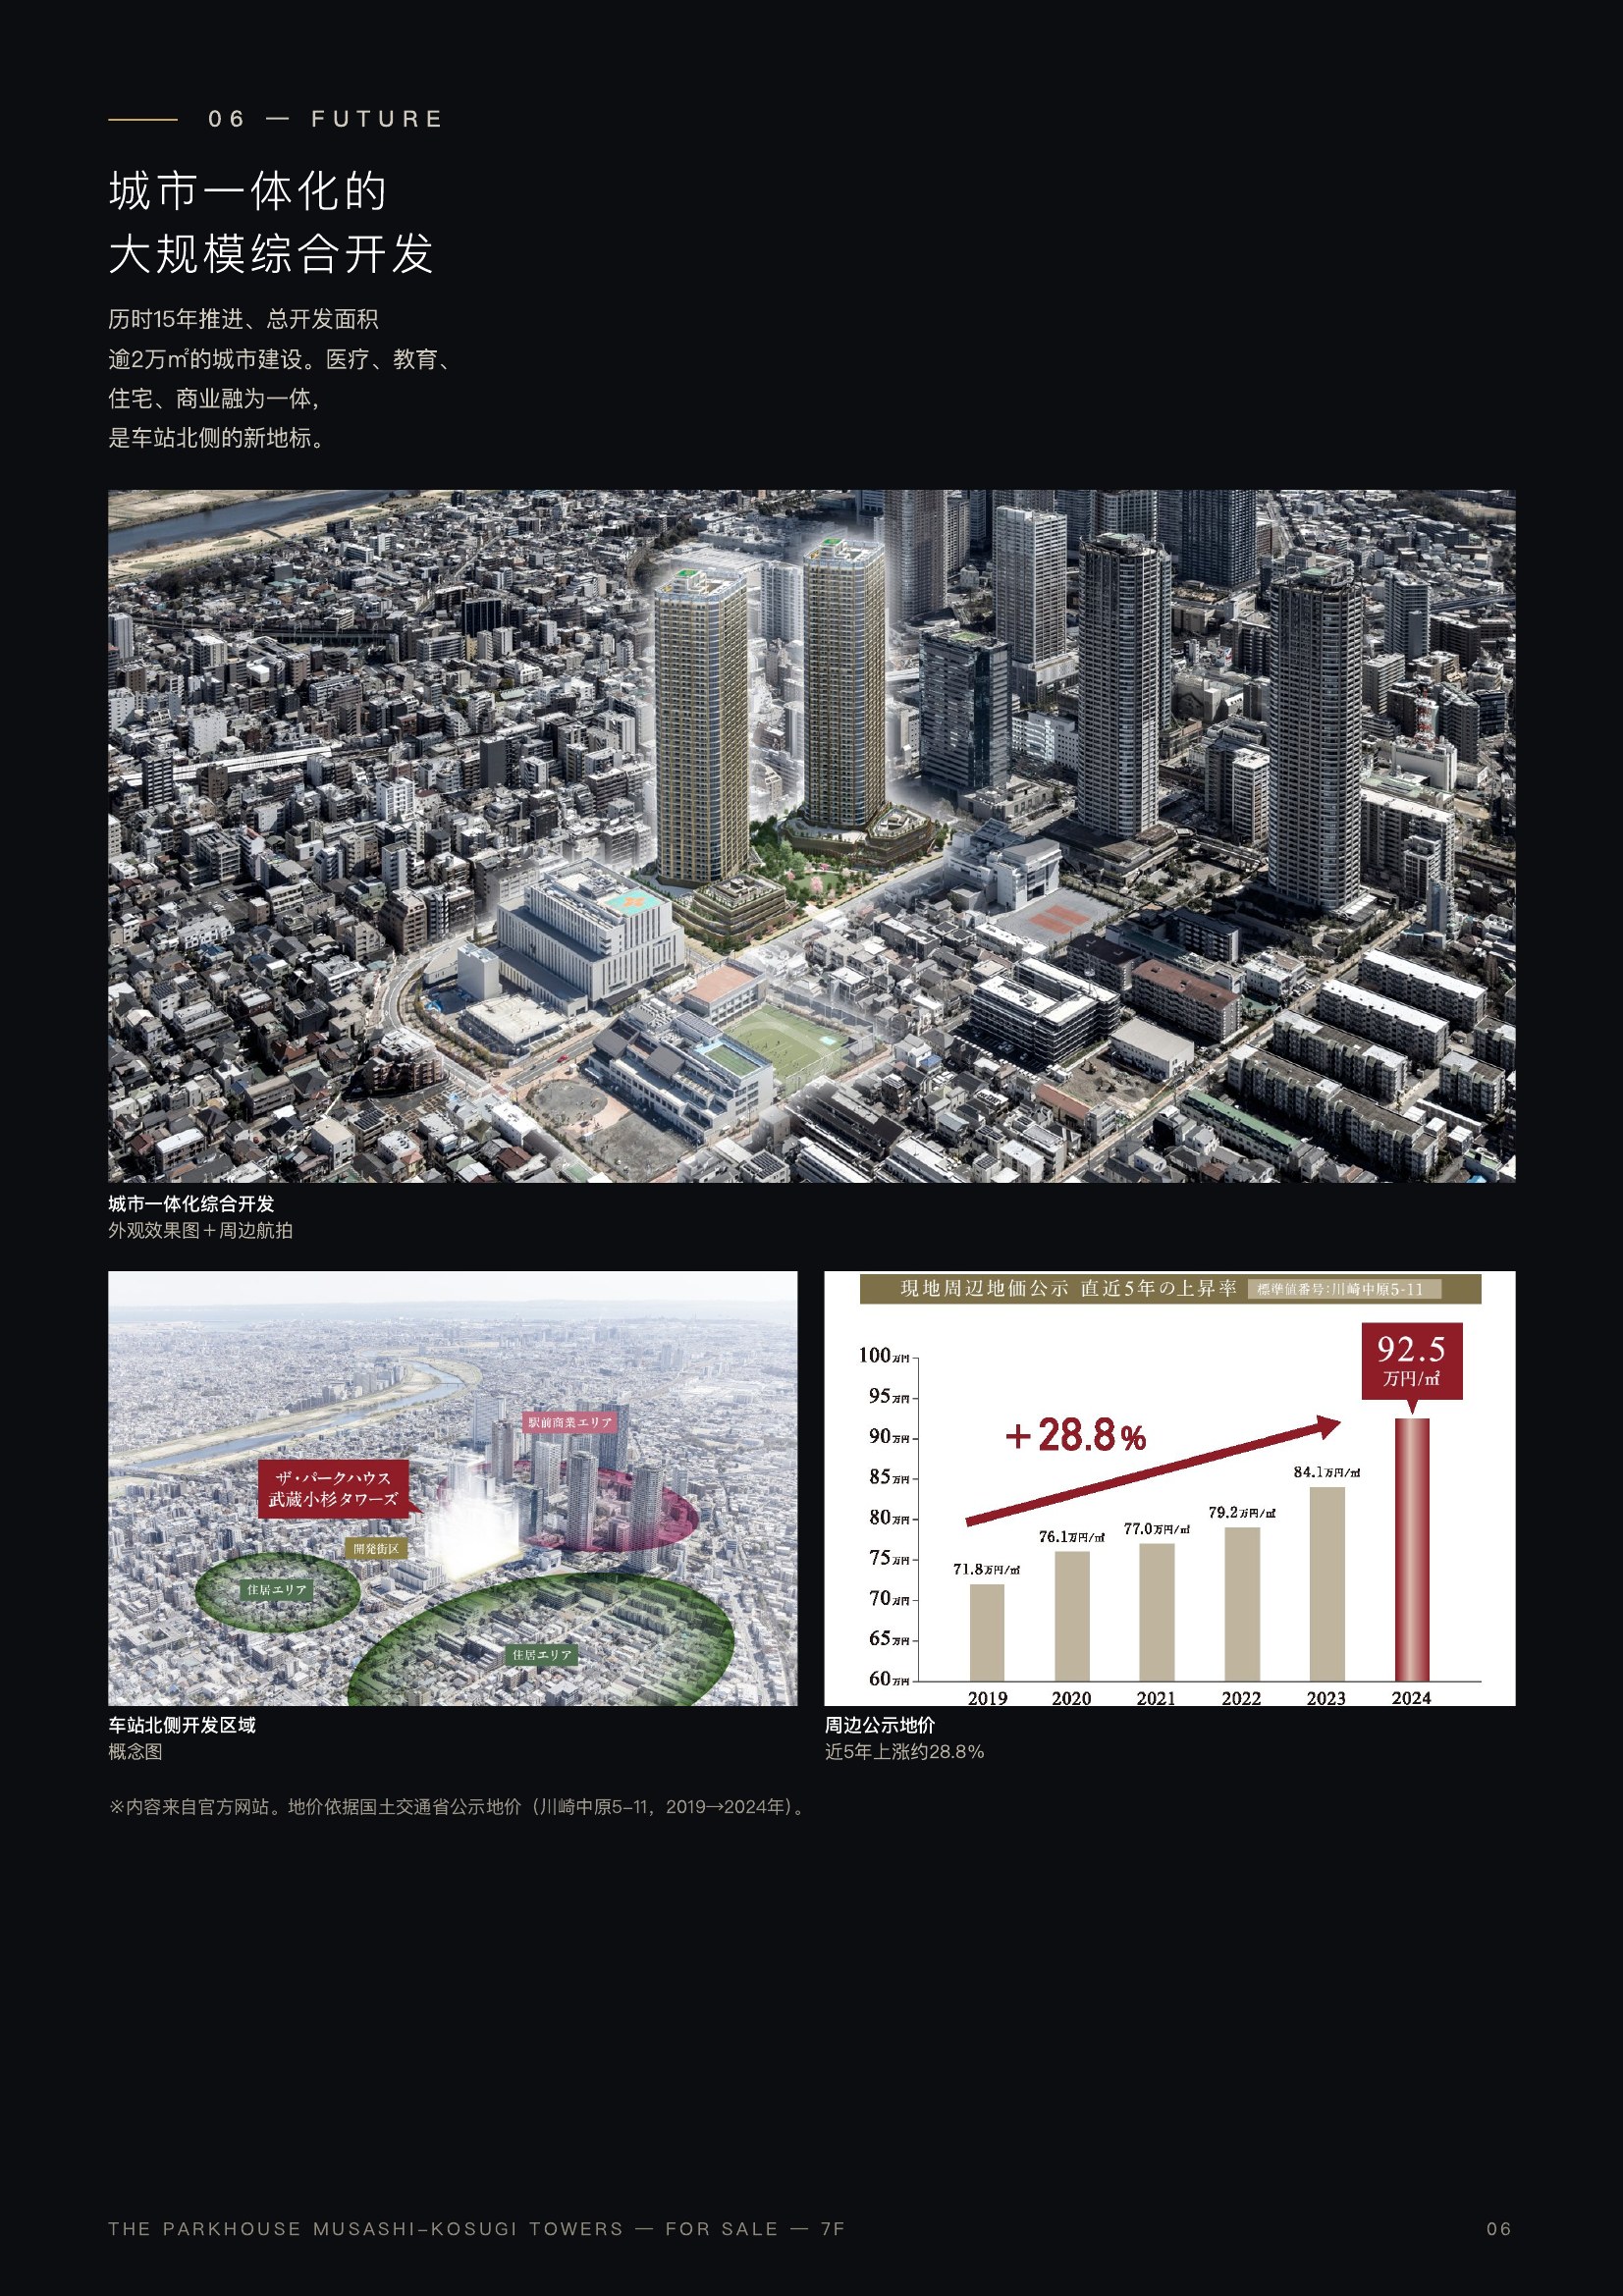 06 — FUTURE
城市一体化的
大规模综合开发
历时15年推进、总开发面积
逾2万㎡的城市建设。医疗、教育、
住宅、商业融为一体，
是车站北侧的新地标。
城市一体化综合开发
外观效果图＋周边航拍
駅前商業エリア
ザ・パークハウス
武蔵小杉タワーズ
開発街区
住居エリア
住居エリア
车站北侧开发区域
概念图
現地周辺地価公示 直近5年の上昇率 標準値番号:川崎中原5-11
92.5
万円/㎡
100万円
95万円
90万円
85万円
80万円
75万円
70万円
65万円
60万円
+28.8%
71.8万円/㎡
76.1万円/㎡
77.0万円/㎡
79.2万円/㎡
84.1万円/㎡
2019 2020 2021 2022 2023 2024
周边公示地价
近5年上涨约28.8%
※内容来自官方网站。地价依据国土交通省公示地价（川崎中原5-11，2019→2024年）。
THE PARKHOUSE MUSASHI-KOSUGI TOWERS — FOR SALE — 7F 06